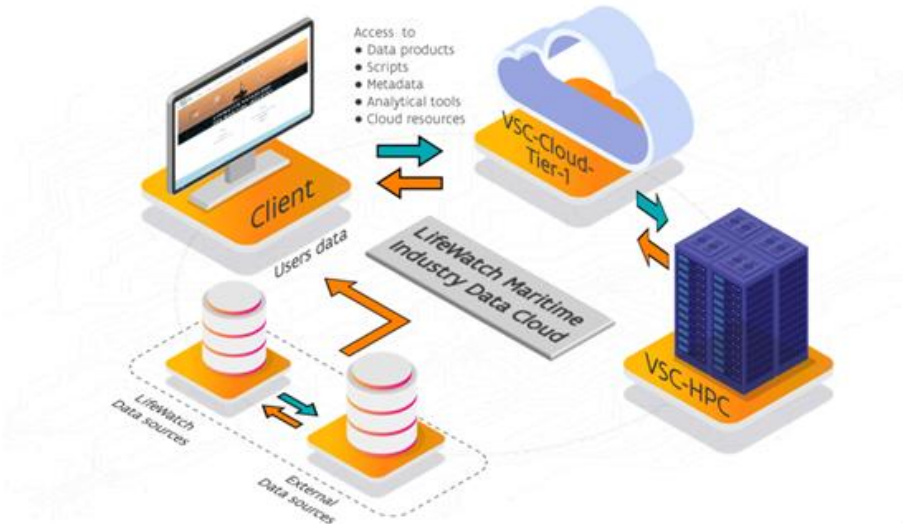 Access to
• Data products
• Scripts
• Metadata
• Analytical tools
• Cloud resources
VSC-Cloud-
Tier-1
Client
Users data
LifeWatch Maritime
Industry Data Cloud
VSC-HPC
LifeWatch
Data sources
External
Data sources